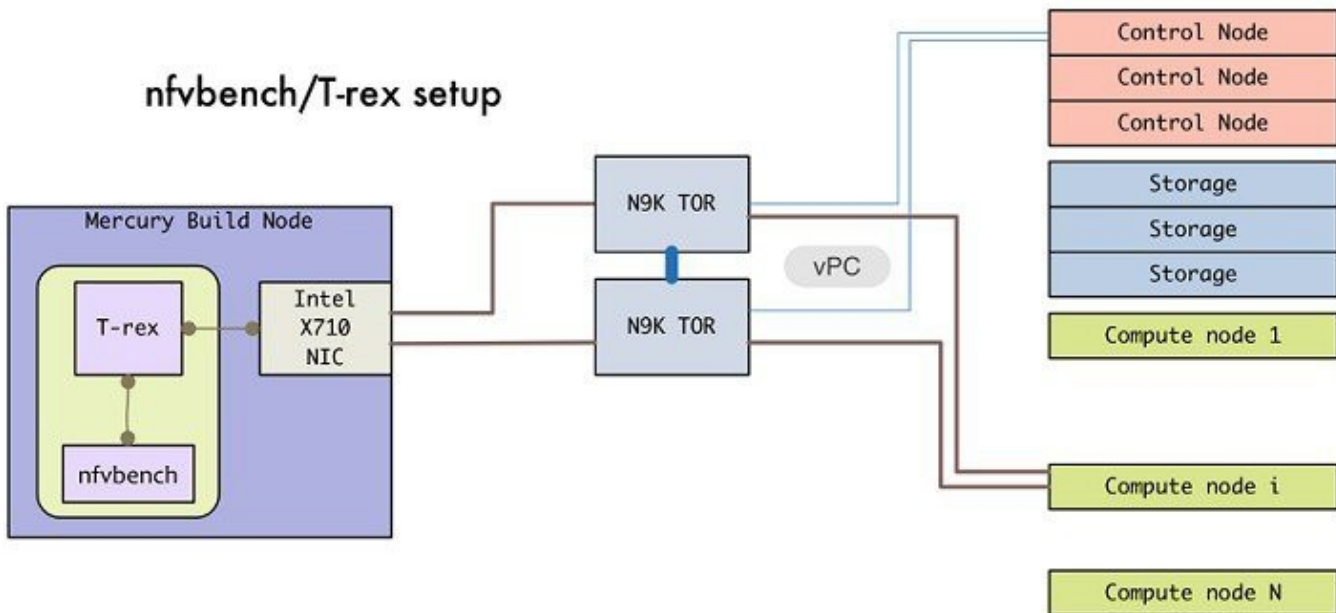 nfvbench/T-rex setup
Mercury Build Node
T-rex
nfvbench
Intel
X710
NIC
N9K TOR
N9K TOR
vPC
Control Node
Control Node
Control Node
Storage
Storage
Storage
Compute node 1
Compute node i
Compute node N